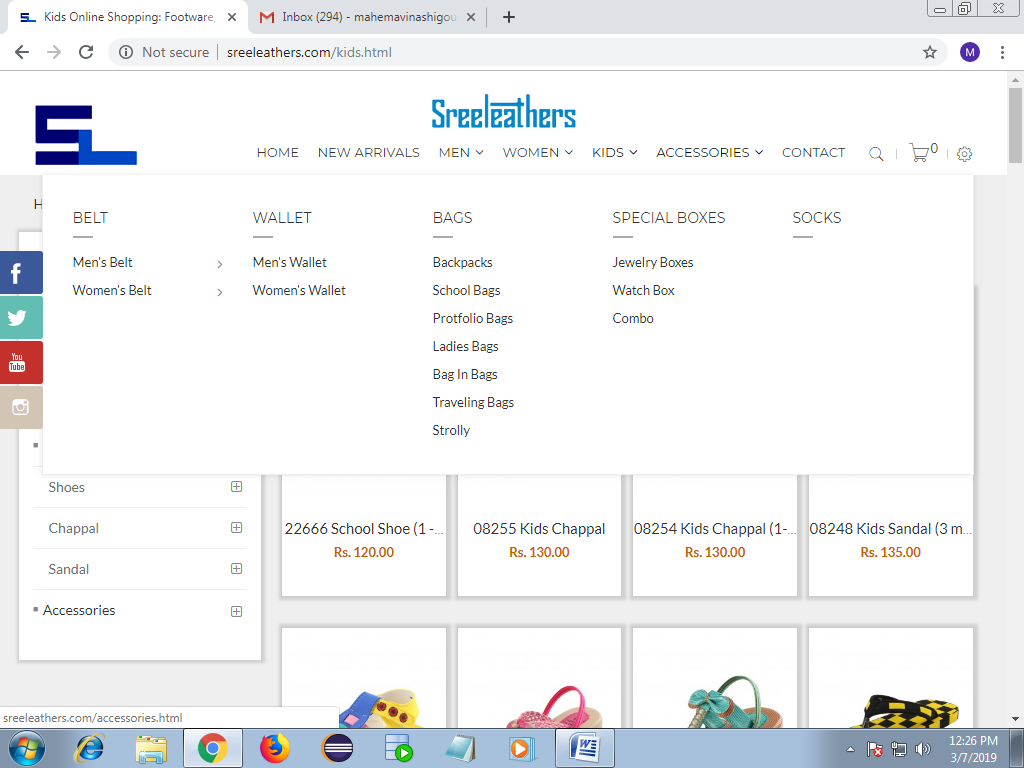 Kids Online Shopping: Footware,
Inbox (294) - mahemavinashigou
Not secure
sreeleathers.com/kids.html
M
SL
Sreeleathers
HOME
NEW ARRIVALS
MEN
WOMEN
KIDS
ACCESSORIES
CONTACT
0
H
BELT
WALLET
BAGS
SPECIAL BOXES
SOCKS
Men's Belt
Women's Belt
Men's Wallet
Women's Wallet
Backpacks
School Bags
Protfolio Bags
Ladies Bags
Bag In Bags
Traveling Bags
Strolly
Jewelry Boxes
Watch Box
Combo
You
Tube
Shoes
Chappal
Sandal
Accessories
22666 School Shoe (1 -...
Rs. 120.00
08255 Kids Chappal
Rs. 130.00
08254 Kids Chappal (1-...
Rs. 130.00
08248 Kids Sandal (3 m...
Rs. 135.00
sreeleathers.com/accessories.html
12:26 PM
3/7/2019